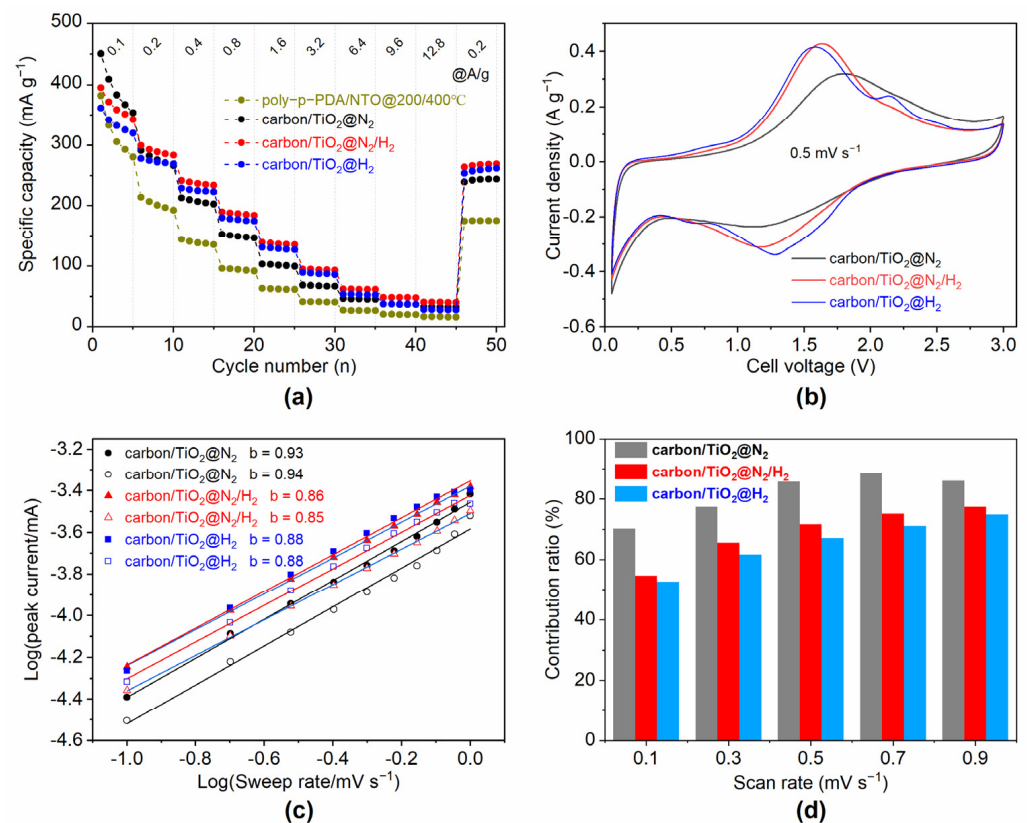 500
400
300
200
100
0
Specific capacity (mA g⁻¹)
0.1
0.2
0.4
0.8
1.6
3.2
6.4
9.6
12.8
0.2
@A/g
poly-p-PDA/NTO@200/400℃
carbon/TiO₂@N₂
carbon/TiO₂@N₂/H₂
carbon/TiO₂@H₂
0 10 20 30 40 50
Cycle number (n)
(a)
0.4
0.2
0.0
-0.2
-0.4
-0.6
Current density (A g⁻¹)
0.5 mV s⁻¹
carbon/TiO₂@N₂
carbon/TiO₂@N₂/H₂
carbon/TiO₂@H₂
0.0 0.5 1.0 1.5 2.0 2.5 3.0
Cell voltage (V)
(b)
-3.2
-3.4
-3.6
-3.8
-4.0
-4.2
-4.4
-4.6
Log(peak current/mA)
carbon/TiO₂@N₂ b = 0.93
carbon/TiO₂@N₂ b = 0.94
carbon/TiO₂@N₂/H₂ b = 0.86
carbon/TiO₂@N₂/H₂ b = 0.85
carbon/TiO₂@H₂ b = 0.88
carbon/TiO₂@H₂ b = 0.88
-1.0 -0.8 -0.6 -0.4 -0.2 -0.0
Log(Sweep rate/mV s⁻¹)
(c)
100
80
60
40
20
0
Contribution ratio (%)
carbon/TiO₂@N₂
carbon/TiO₂@N₂/H₂
carbon/TiO₂@H₂
0.1 0.3 0.5 0.7 0.9
Scan rate (mV s⁻¹)
(d)